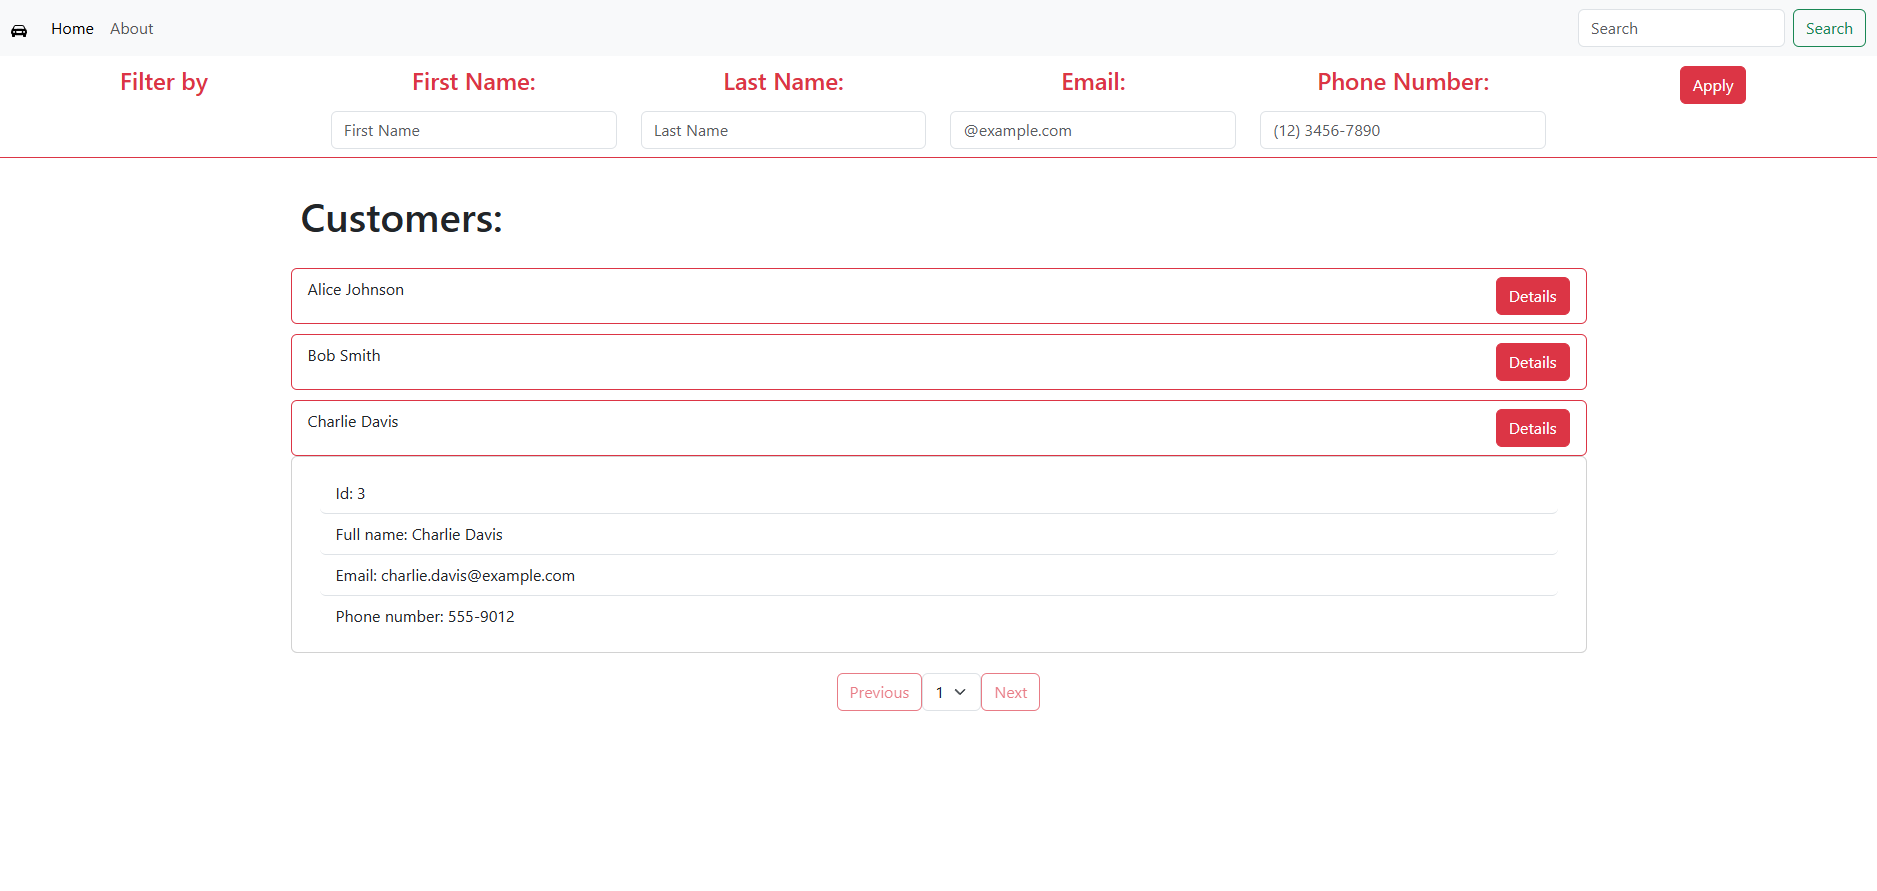 Home About Search Search
Filter by First Name: Last Name: Email: Phone Number: Apply
First Name Last Name @example.com (12) 3456-7890
Customers:
Alice Johnson Details
Bob Smith Details
Charlie Davis Details
Id: 3
Full name: Charlie Davis
Email: charlie.davis@example.com
Phone number: 555-9012
Previous 1 Next